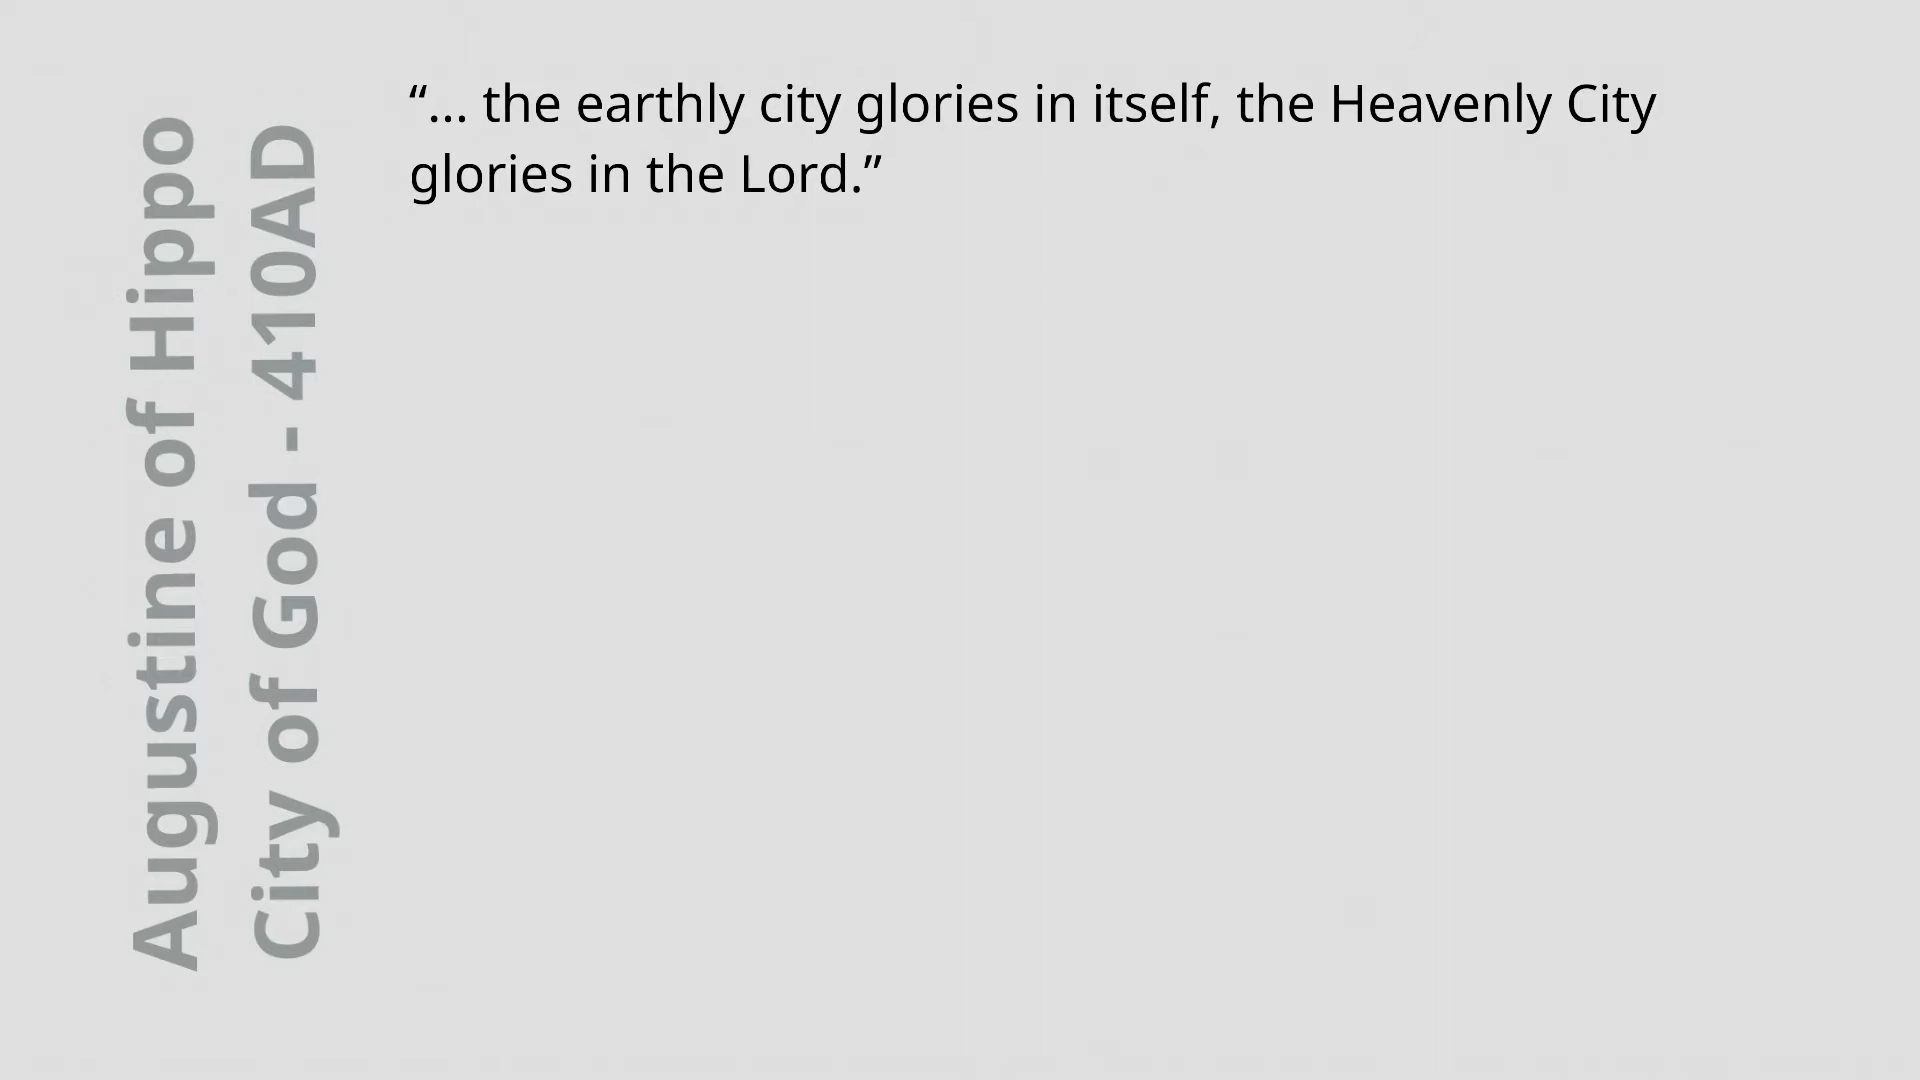 Augustine of Hippo
City of God - 410AD
“… the earthly city glories in itself, the Heavenly City
glories in the Lord.”